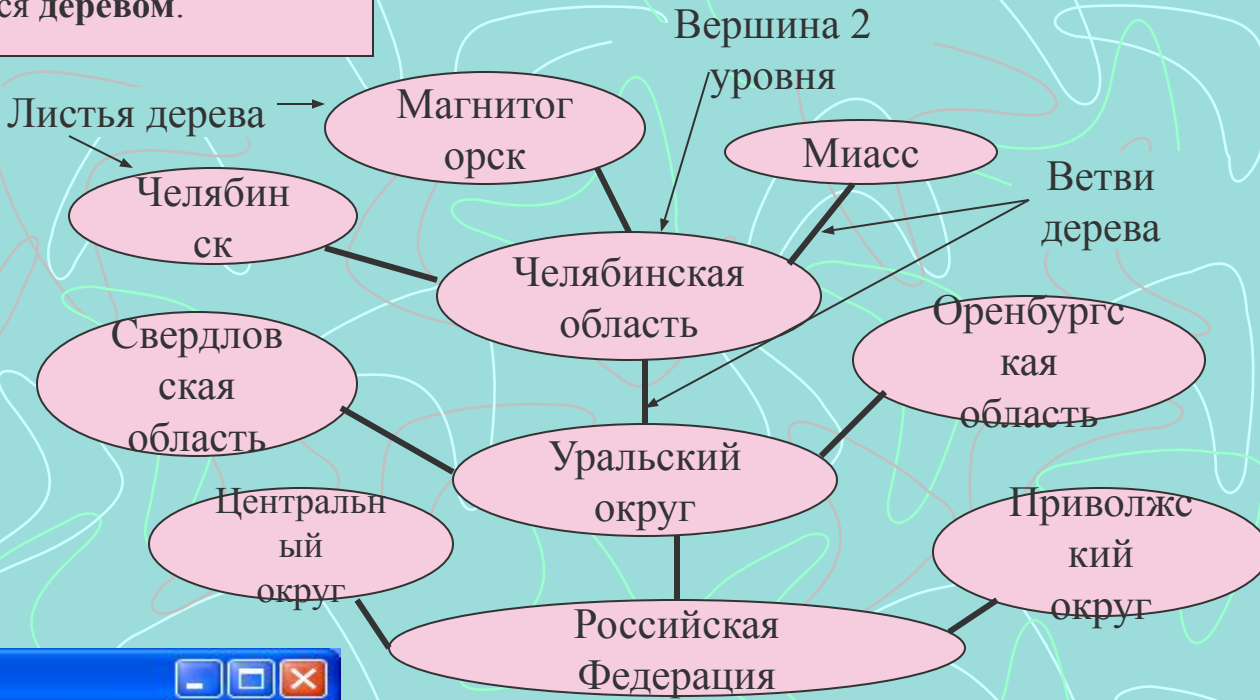 ся деревом.
Вершина 2
уровня
Листья дерева
Магнитог
орск
Миасс
Ветви
дерева
Челябин
ск
Челябинская
область
Оренбургс
кая
область
Свердлов
ская
область
Уральский
округ
Центральн
ый
округ
Приволжс
кий
округ
Российская
Федерация